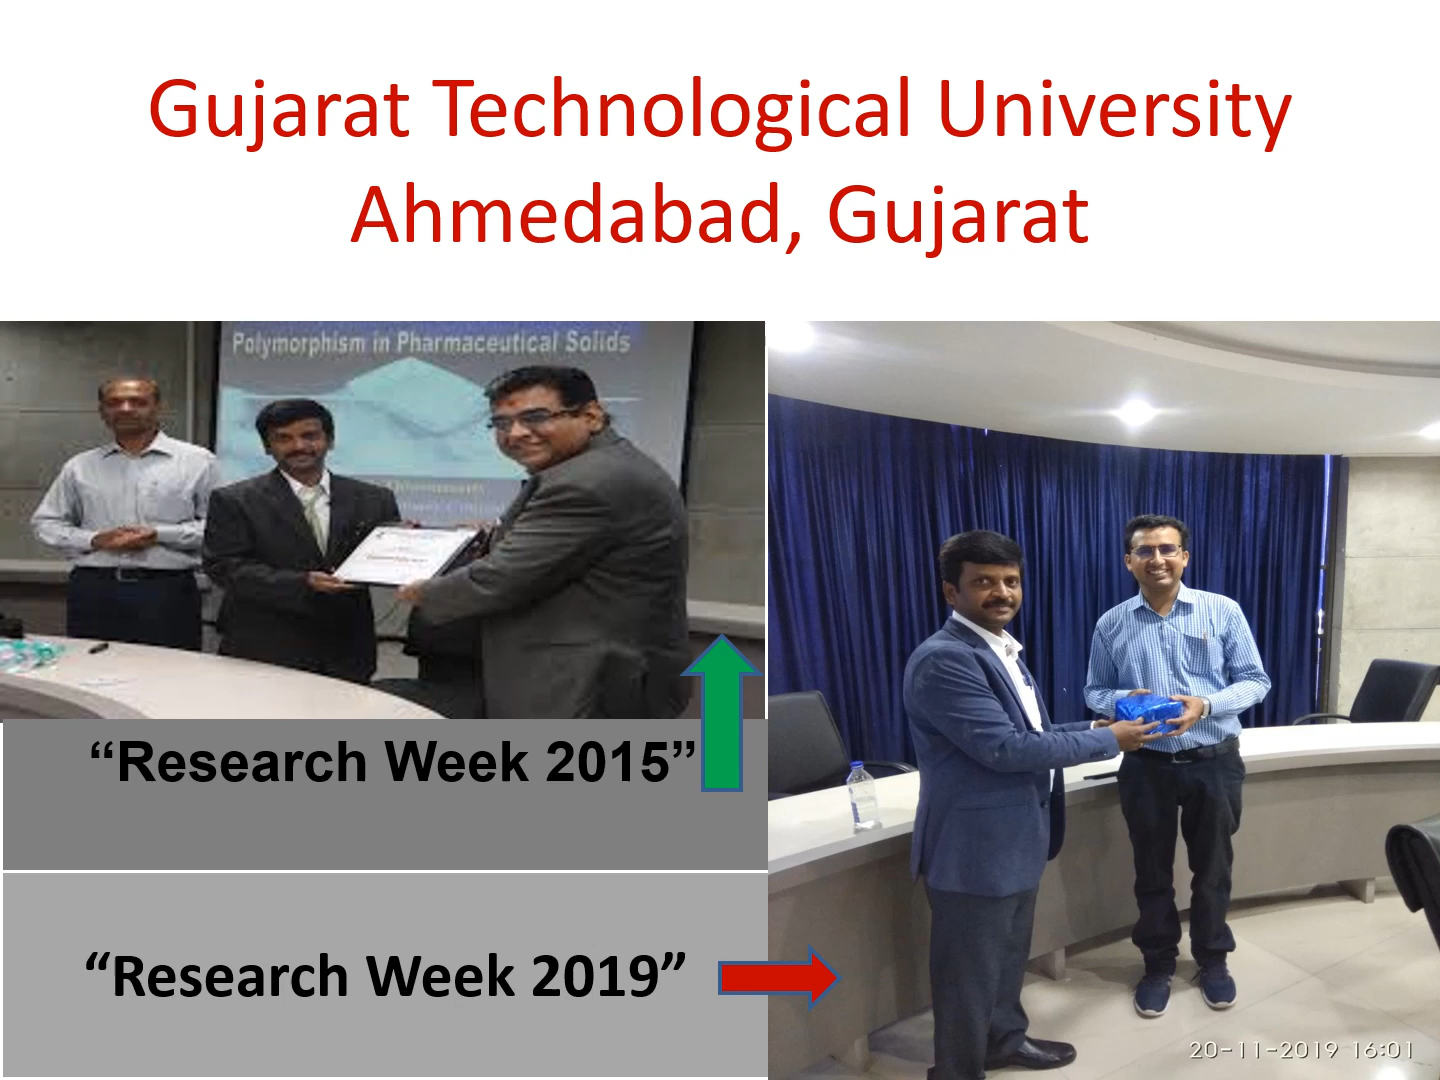 Gujarat Technological University
Ahmedabad, Gujarat
Polymorphism in Pharmaceutical Solids
“Research Week 2015”
“Research Week 2019”
20-11-2019 16:01